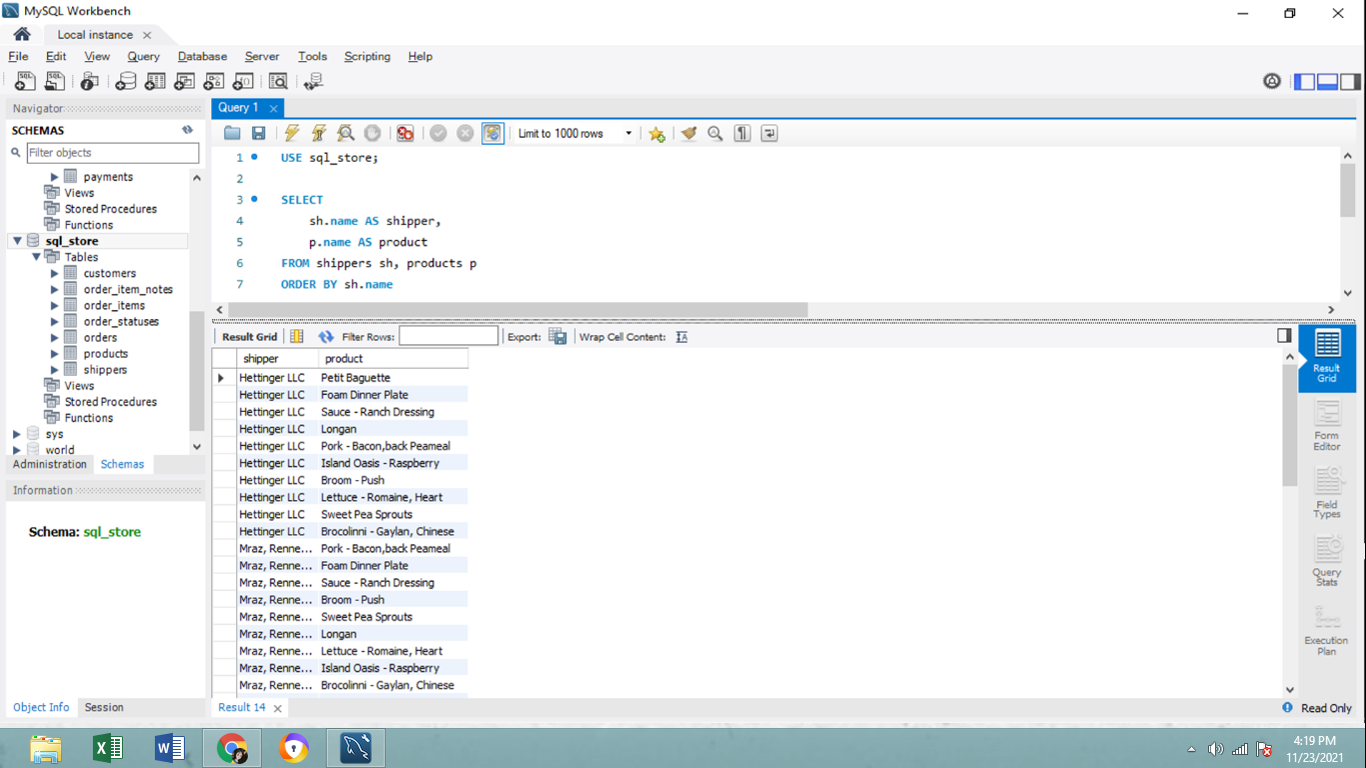 MySQL Workbench
Local instance
File Edit View Query Database Server Tools Scripting Help
Navigator
SCHEMAS
Filter objects
payments
Views
Stored Procedures
Functions
sql_store
Tables
customers
order_item_notes
order_items
order_statuses
orders
products
shippers
Views
Stored Procedures
Functions
sys
world
Administration Schemas
Information
Schema: sql_store
Object Info Session
Query 1
Limit to 1000 rows
1 USE sql_store;
2
3 SELECT
4 sh.name AS shipper,
5 p.name AS product
6 FROM shippers sh, products p
7 ORDER BY sh.name
Result Grid Filter Rows: Export: Wrap Cell Content:
shipper product
Hettinger LLC Petit Baguette
Hettinger LLC Foam Dinner Plate
Hettinger LLC Sauce - Ranch Dressing
Hettinger LLC Longan
Hettinger LLC Pork - Bacon,back Peameal
Hettinger LLC Island Oasis - Raspberry
Hettinger LLC Broom - Push
Hettinger LLC Lettuce - Romaine, Heart
Hettinger LLC Sweet Pea Sprouts
Hettinger LLC Brocolinni - Gaylan, Chinese
Mraz, Renne... Pork - Bacon,back Peameal
Mraz, Renne... Foam Dinner Plate
Mraz, Renne... Sauce - Ranch Dressing
Mraz, Renne... Broom - Push
Mraz, Renne... Sweet Pea Sprouts
Mraz, Renne... Longan
Mraz, Renne... Lettuce - Romaine, Heart
Mraz, Renne... Island Oasis - Raspberry
Mraz, Renne... Brocolinni - Gaylan, Chinese
Result
Grid
Form
Editor
Field
Types
Query
Stats
Execution
Plan
Result 14
Read Only
4:19 PM
11/23/2021